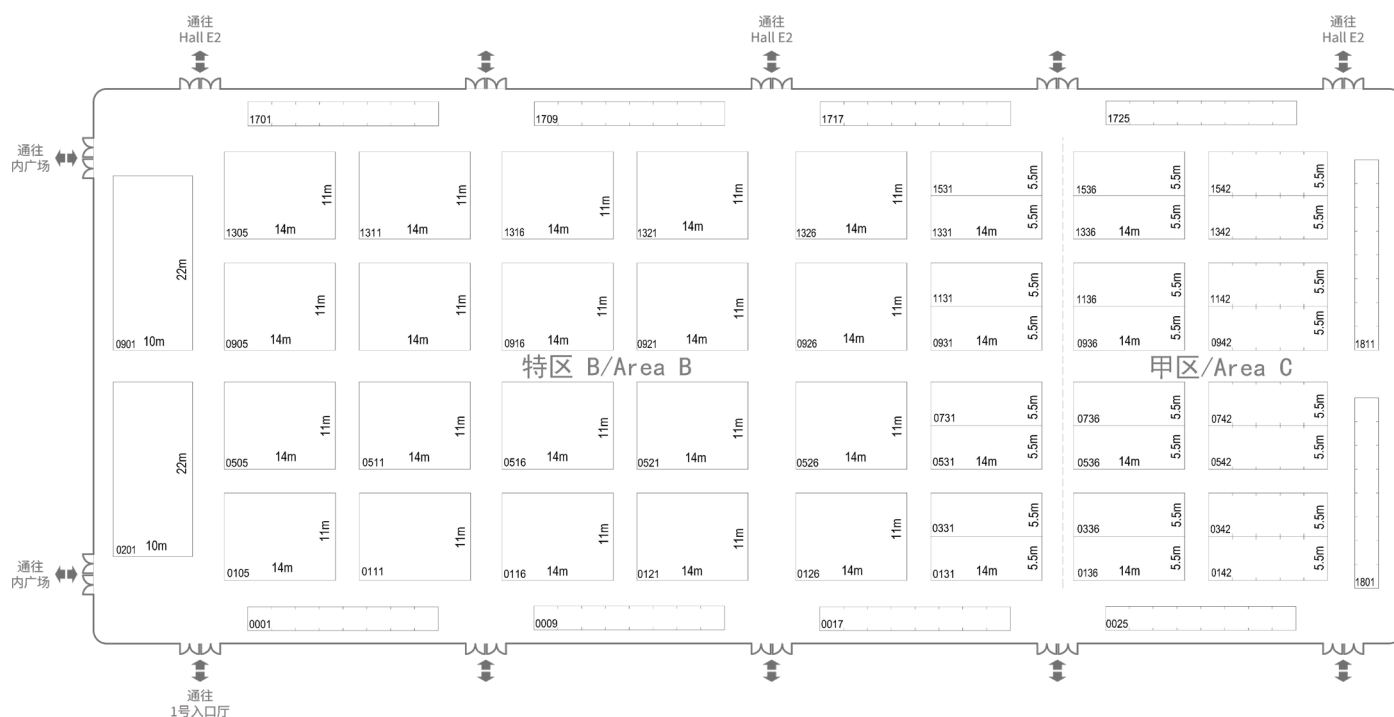 通往
Hall E2
通往
Hall E2
通往
Hall E2
1701
1709
1717
1725
通往
内广场
11m
11m
11m
11m
11m
1531
5.5m
1536
5.5m
1542
5.5m
1305 14m
1311 14m
1316 14m
1321 14m
1326 14m
1331 14m
5.5m
1336 14m
5.5m
1342
5.5m
22m
11m
11m
11m
11m
11m
1131
5.5m
1136
5.5m
1142
5.5m
0901 10m
0905 14m
14m
0916 14m
0921 14m
0926 14m
0931 14m
5.5m
0936 14m
5.5m
0942
5.5m
1811
特区 B/Area B
甲区/Area C
11m
11m
11m
11m
11m
0731
5.5m
0736
5.5m
0742
5.5m
22m
0505 14m
0511 14m
0516 14m
0521 14m
0526 14m
0531 14m
5.5m
0536 14m
5.5m
0542
5.5m
0201 10m
11m
11m
11m
11m
11m
0331
5.5m
0336
5.5m
0342
5.5m
通往
内广场
0105 14m
0111 14m
0116 14m
0121 14m
0126 14m
0131 14m
5.5m
0136 14m
5.5m
0142
5.5m
1801
0001
0009
0017
0025
通往
1号入口厅